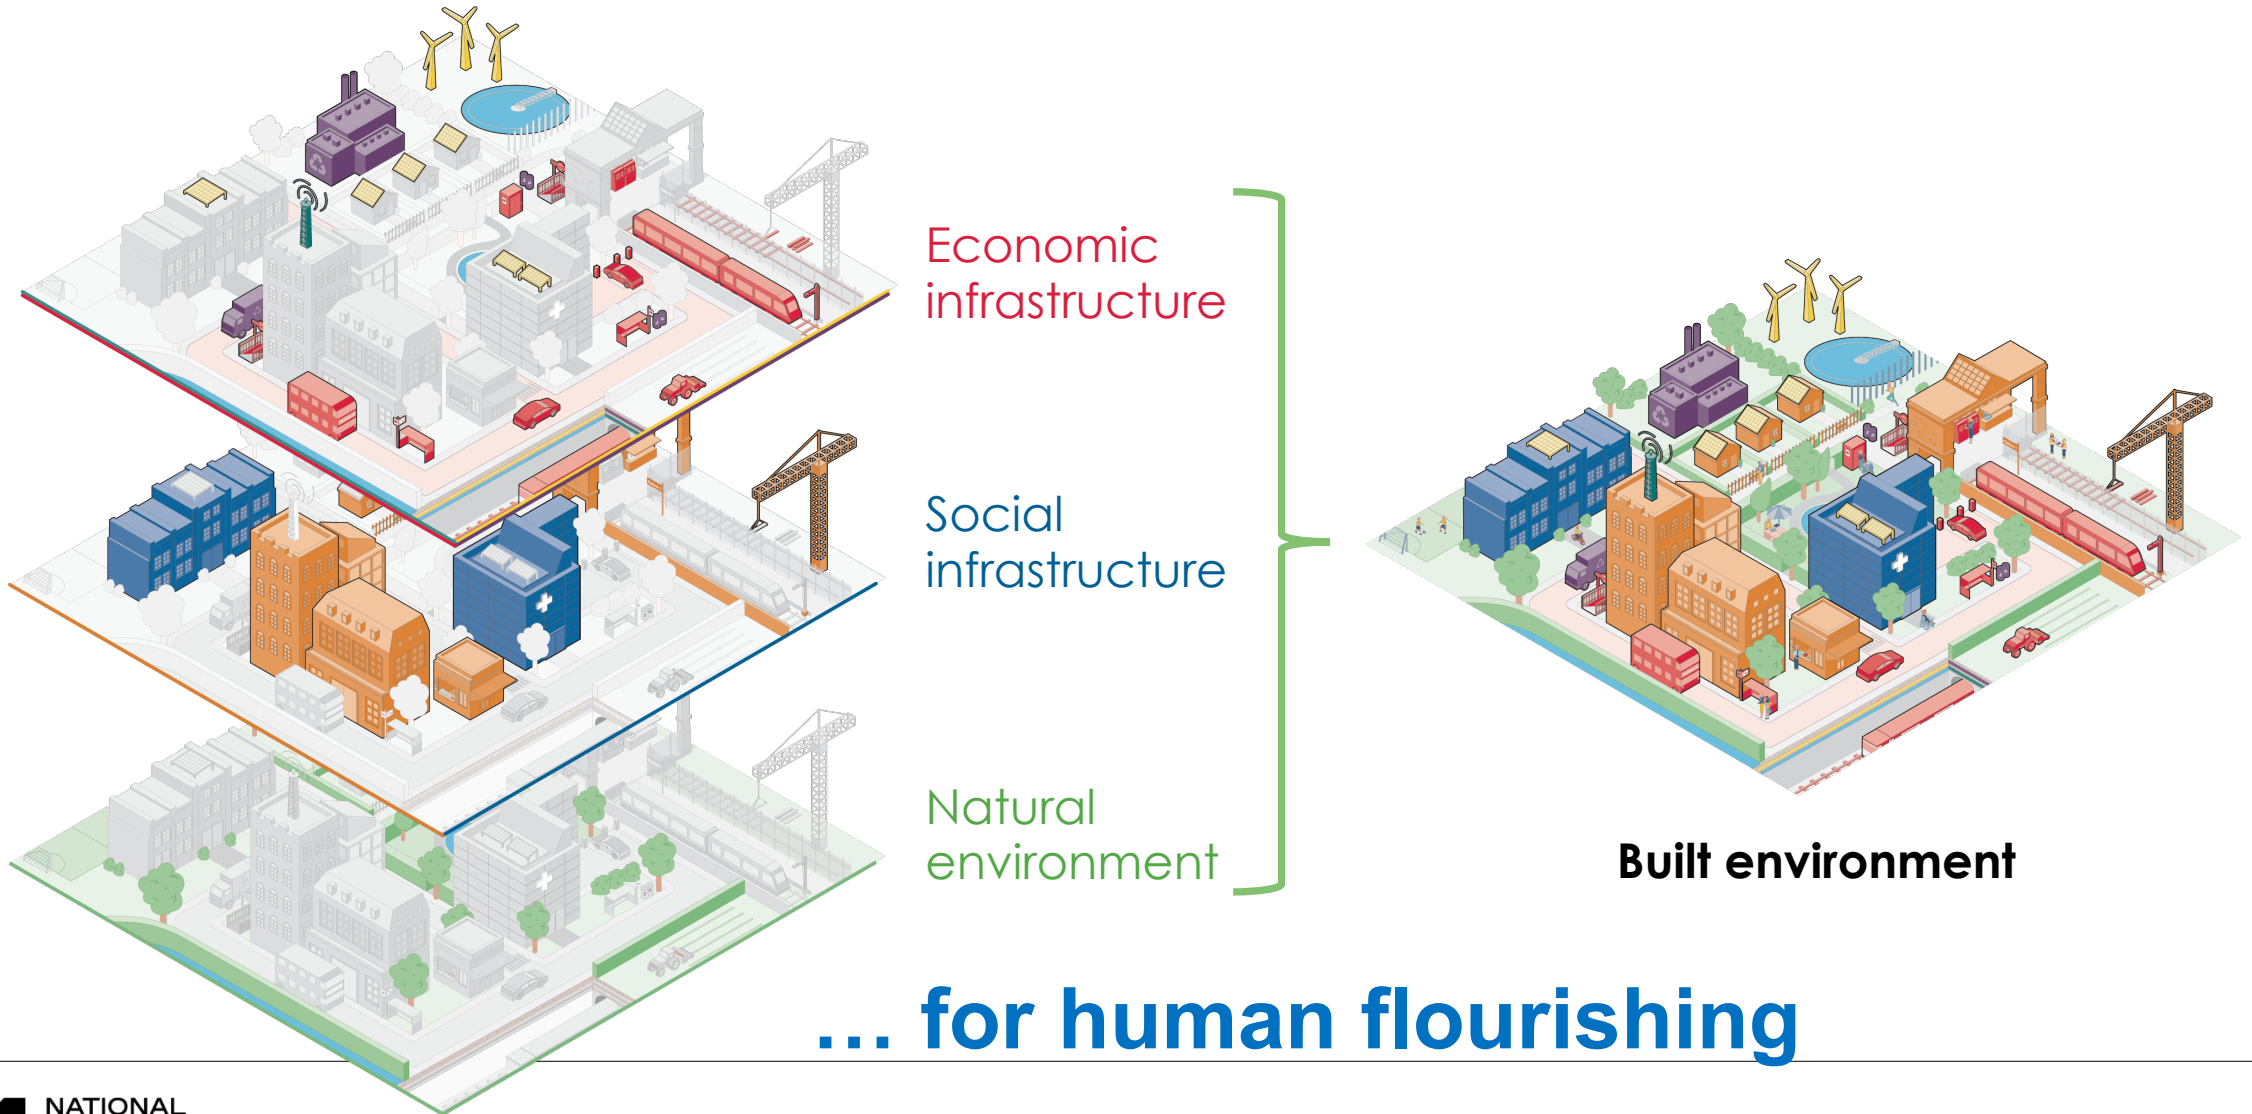 Economic
infrastructure
Social
infrastructure
Natural
environment
Built environment
... for human flourishing
NATIONAL